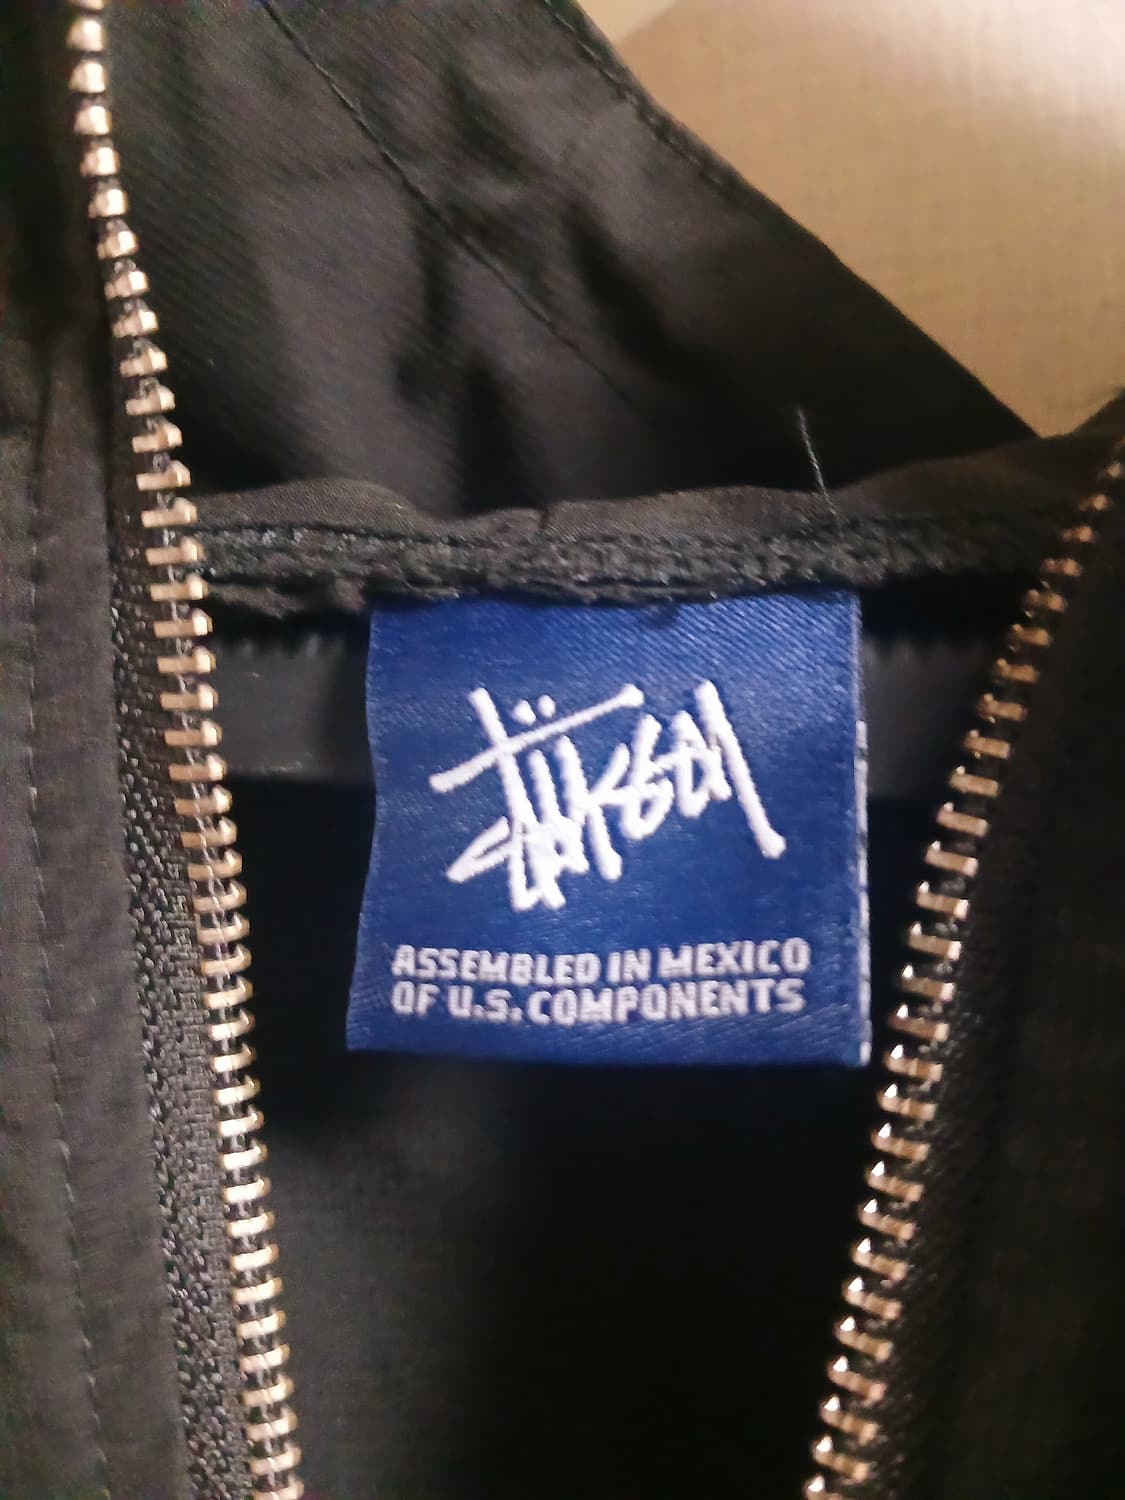 Stüssy
ASSEMBLED IN MEXICO
OF U.S. COMPONENTS